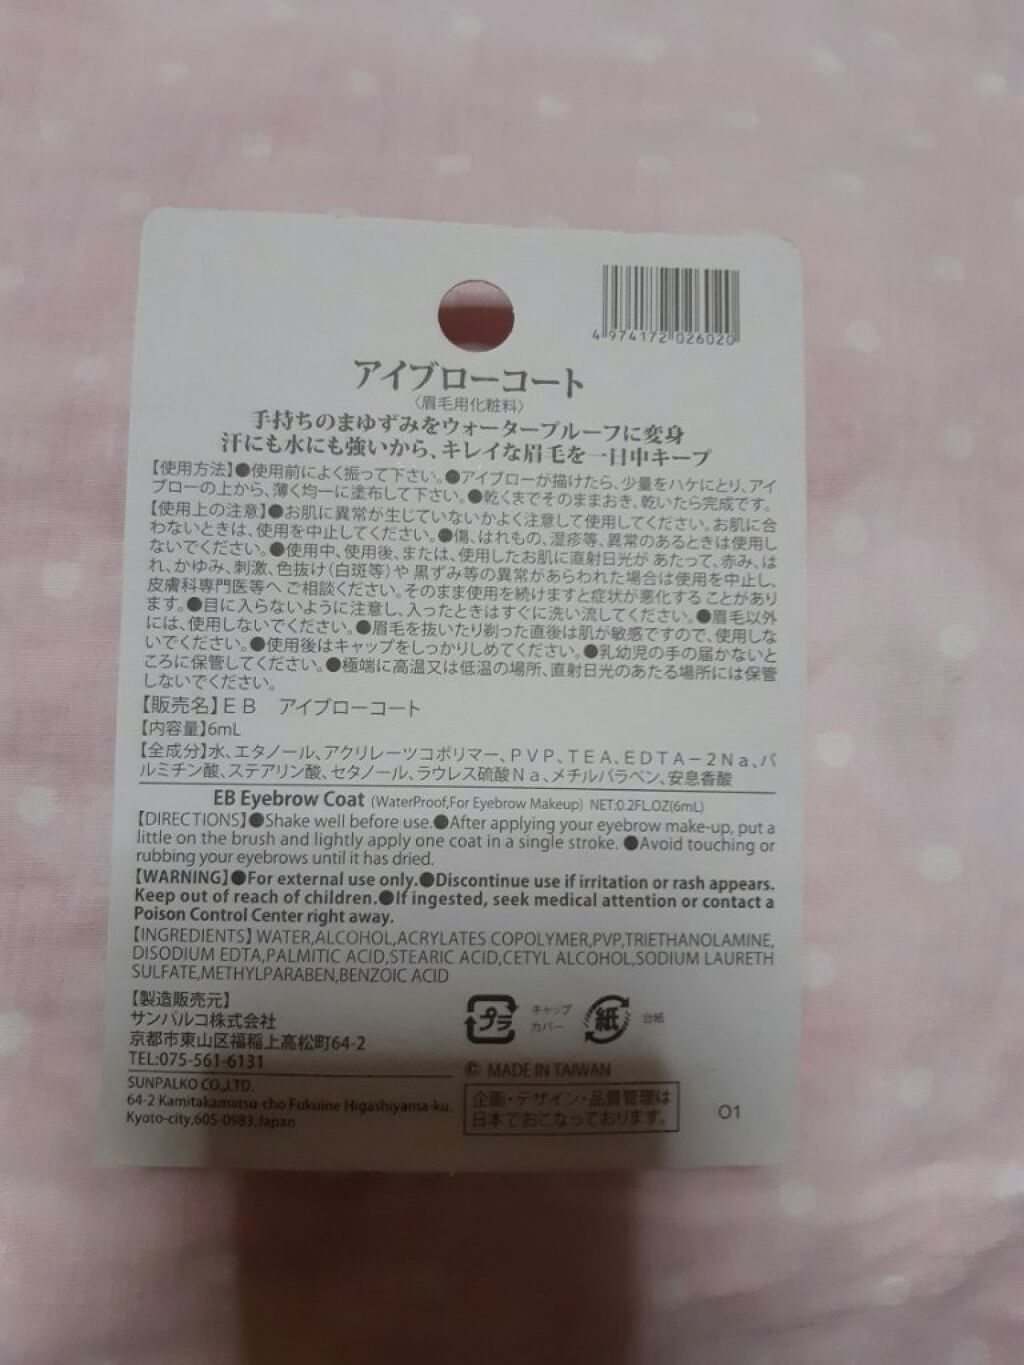 4 974172 026020
アイブローコート
〈眉毛用化粧料〉
手持ちのまゆずみをウォータープルーフに変身
汗にも水にも強いから、キレイな眉毛を一日中キープ
【使用方法】●使用前によく振って下さい。●アイブローが描けたら、少量をハケにとり、アイ
ブローの上から、薄く均一に塗布して下さい。●乾くまでそのままおき、乾いたら完成です。
【使用上の注意】●お肌に異常が生じていないかよく注意して使用してください。お肌に合
わないときは、使用を中止してください。●傷、はれもの、湿疹等、異常のあるときは使用し
ないでください。●使用中、使用後、または、使用したお肌に直射日光が あたって、赤み、は
れ、かゆみ、刺激、色抜け(白斑等)や 黒ずみ等の異常があらわれた場合は使用を中止し、
皮膚科専門医等へ ご相談ください。そのまま使用を続けますと症状が悪化する ことがあり
ます。●目に入らないように注意し、入ったときはすぐに洗い流してください。●眉毛以外
には、使用しないでください。●眉毛を抜いたり剃った直後は肌が敏感ですので、使用しな
いでください。●使用後はキャップをしっかりしめてください。●乳幼児の手の届かないと
ころに保管してください。●極端に高温又は低温の場所、直射日光のあたる場所には保管
しないでください。
【販売名】ＥＢ　アイブローコート
【内容量】6mL
【全成分】水、エタノール、アクリレーツコポリマー、ＰＶＰ、ＴＥＡ、ＥＤＴＡ－２Ｎａ、パ
ルミチン酸、ステアリン酸、セタノール、ラウレス硫酸Ｎａ、メチルパラベン、安息香酸
EB Eyebrow Coat (WaterProof,For Eyebrow Makeup) NET:0.2FL.OZ(6mL)
【DIRECTIONS】●Shake well before use.●After applying your eyebrow make-up, put a
little on the brush and lightly apply one coat in a single stroke. ●Avoid touching or
rubbing your eyebrows until it has dried.
【WARNING】●For external use only.●Discontinue use if irritation or rash appears.
Keep out of reach of children.●If ingested, seek medical attention or contact a
Poison Control Center right away.
【INGREDIENTS】WATER,ALCOHOL,ACRYLATES COPOLYMER,PVP,TRIETHANOLAMINE,
DISODIUM EDTA,PALMITIC ACID,STEARIC ACID,CETYL ALCOHOL,SODIUM LAURETH
SULFATE,METHYLPARABEN,BENZOIC ACID
【製造販売元】
サンパルコ株式会社
京都市東山区福稲上高松町64-2
TEL:075-561-6131
SUNPALKO CO.,LTD.
64-2 Kamitakamatsu-cho Fukuine Higashiyama-ku,
Kyoto-city,605-0983,Japan
プラ
キャップ
カバー
紙
台紙
© MADE IN TAIWAN
企画・デザイン・品質管理は
日本でおこなっております。
O1